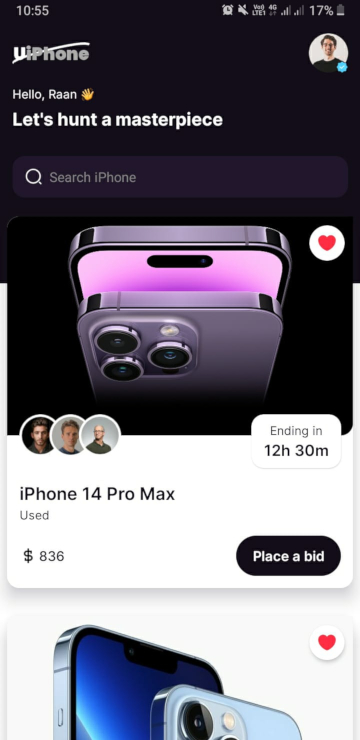 10:55
Vo) 4G
LTE1
17%
UiPhone
Hello, Raan 👋
Let's hunt a masterpiece
Search iPhone
Ending in
12h 30m
iPhone 14 Pro Max
Used
$ 836
Place a bid